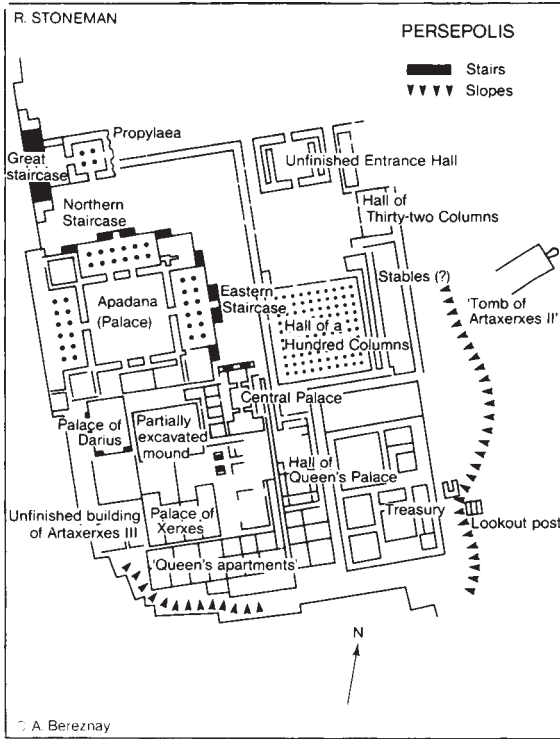 R. STONEMAN
PERSEPOLIS
Stairs
Slopes
Propylaea
Great
staircase
Unfinished Entrance Hall
Northern
Staircase
Hall of
Thirty-two Columns
Stables (?)
'Tomb of
Artaxerxes II'
Apadana
(Palace)
Eastern
Staircase
Hall of a
Hundred Columns
Central Palace
Palace of
Darius
Partially
excavated
mound
Hall of
Queen's Palace
Unfinished building
of Artaxerxes III
Palace of
Xerxes
Treasury
Lookout post
'Queen's apartments'
N
© A. Bereznay